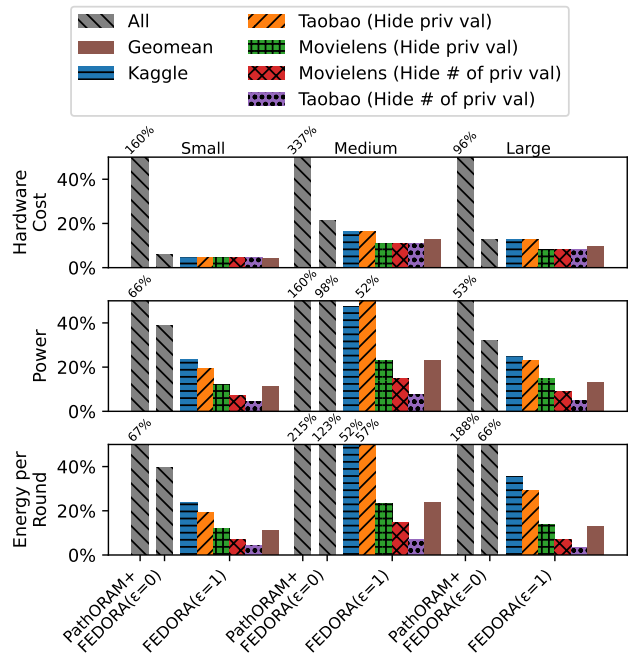 All
Geomean
Kaggle
Taobao (Hide priv val)
Movielens (Hide priv val)
Movielens (Hide # of priv val)
Taobao (Hide # of priv val)
160% 337% 96%
Small Medium Large
Hardware
Cost
40%
20%
0%
66% 160% 98% 52% 53%
Power
40%
20%
0%
67% 215% 123% 52% 57% 188% 66%
Energy per
Round
40%
20%
0%
PathORAM+
FEDORA(ε=0)
FEDORA(ε=1)
PathORAM+
FEDORA(ε=0)
FEDORA(ε=1)
PathORAM+
FEDORA(ε=0)
FEDORA(ε=1)